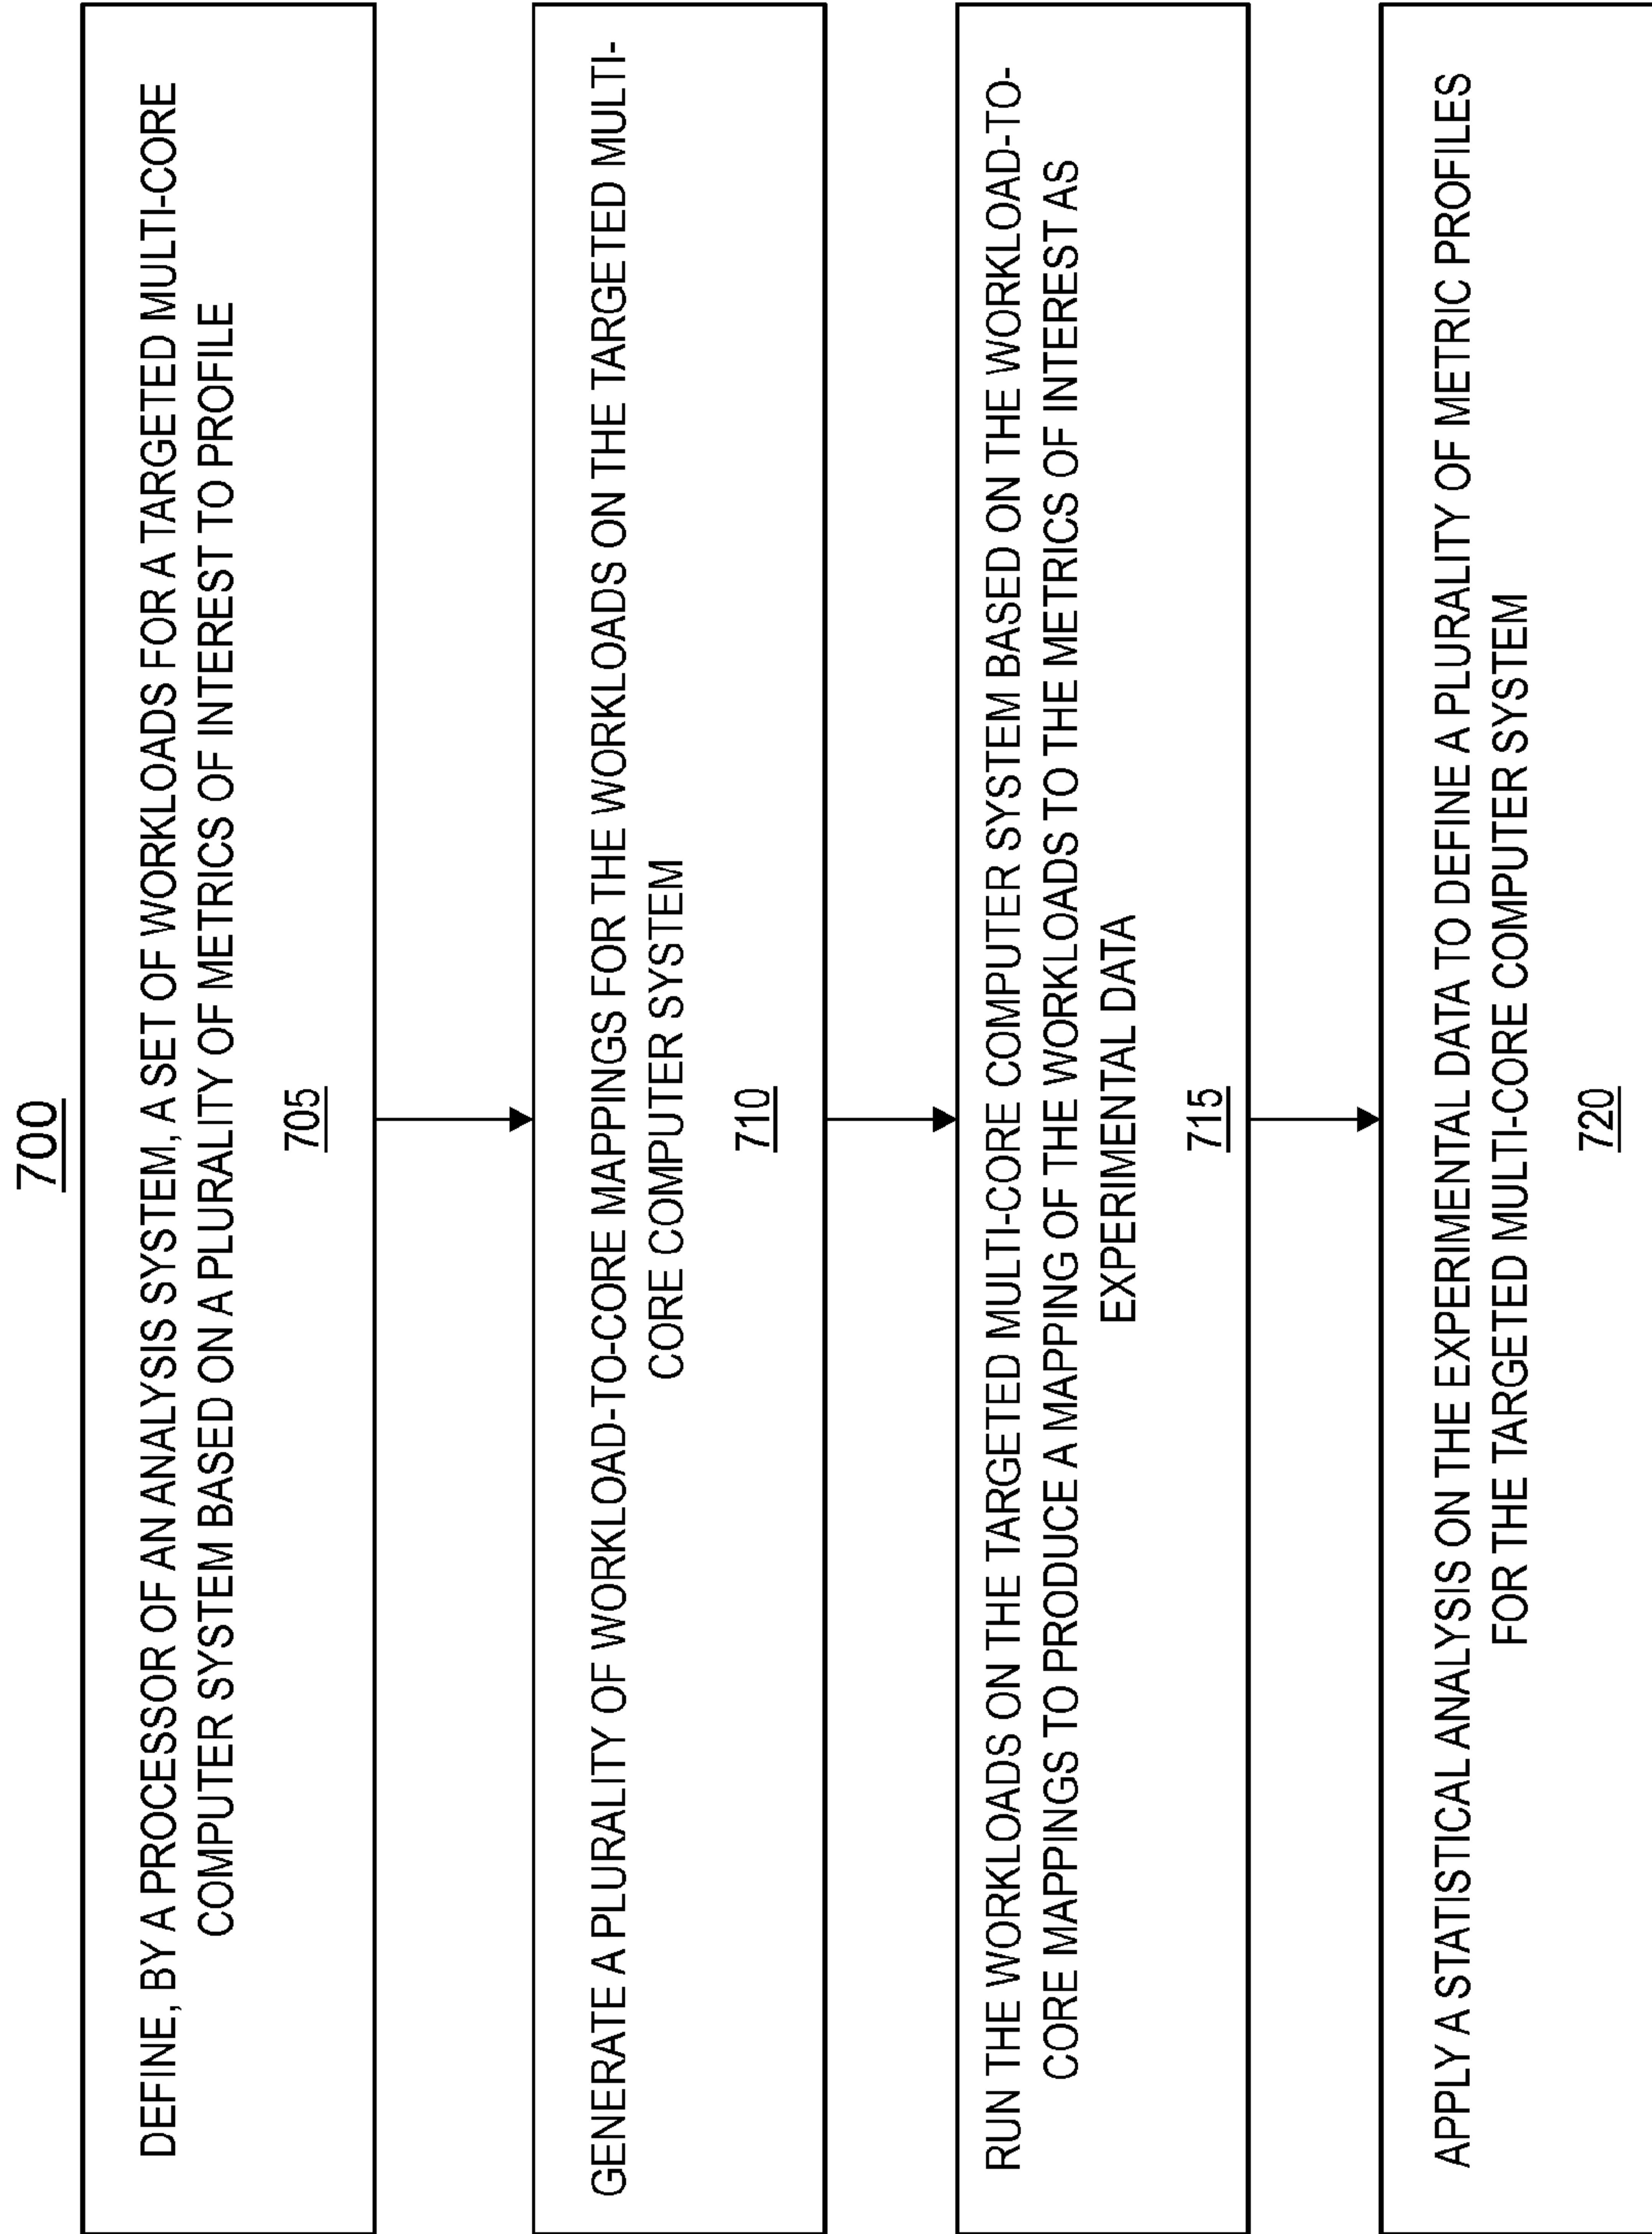 700
DEFINE, BY A PROCESSOR OF AN ANALYSIS SYSTEM, A SET OF WORKLOADS FOR A TARGETED MULTI-CORE
COMPUTER SYSTEM BASED ON A PLURALITY OF METRICS OF INTEREST TO PROFILE
705
GENERATE A PLURALITY OF WORKLOAD-TO-CORE MAPPINGS FOR THE WORKLOADS ON THE TARGETED MULTI-
CORE COMPUTER SYSTEM
710
RUN THE WORKLOADS ON THE TARGETED MULTI-CORE COMPUTER SYSTEM BASED ON THE WORKLOAD-TO-
CORE MAPPINGS TO PRODUCE A MAPPING OF THE WORKLOADS TO THE METRICS OF INTEREST AS
EXPERIMENTAL DATA
715
APPLY A STATISTICAL ANALYSIS ON THE EXPERIMENTAL DATA TO DEFINE A PLURALITY OF METRIC PROFILES
FOR THE TARGETED MULTI-CORE COMPUTER SYSTEM
720